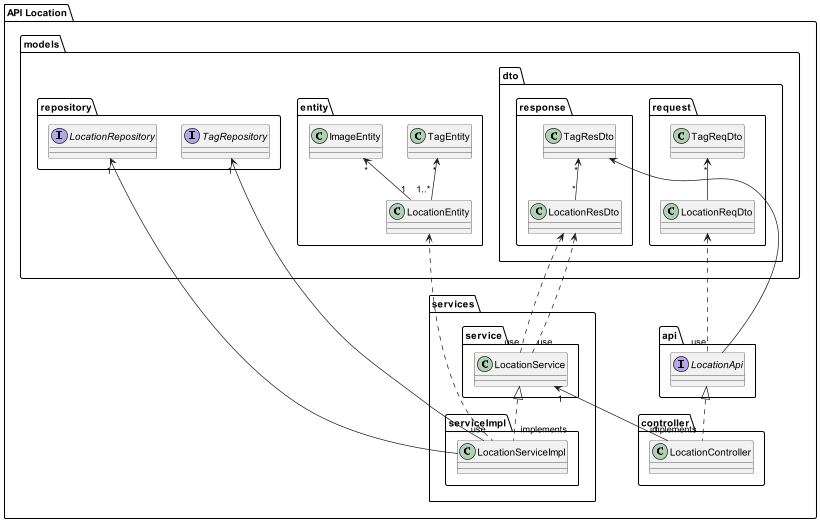 API Location
models
dto
repository
entity
response
request
I LocationRepository
I TagRepository
C ImageEntity
C TagEntity
C TagResDto
C TagReqDto
1
1
*
*
*
*
1
1..*
*
C LocationEntity
C LocationResDto
C LocationReqDto
services
service
api
use
use
use
C LocationService
I LocationApi
1
serviceImpl
controller
use
implements
implements
C LocationServiceImpl
C LocationController